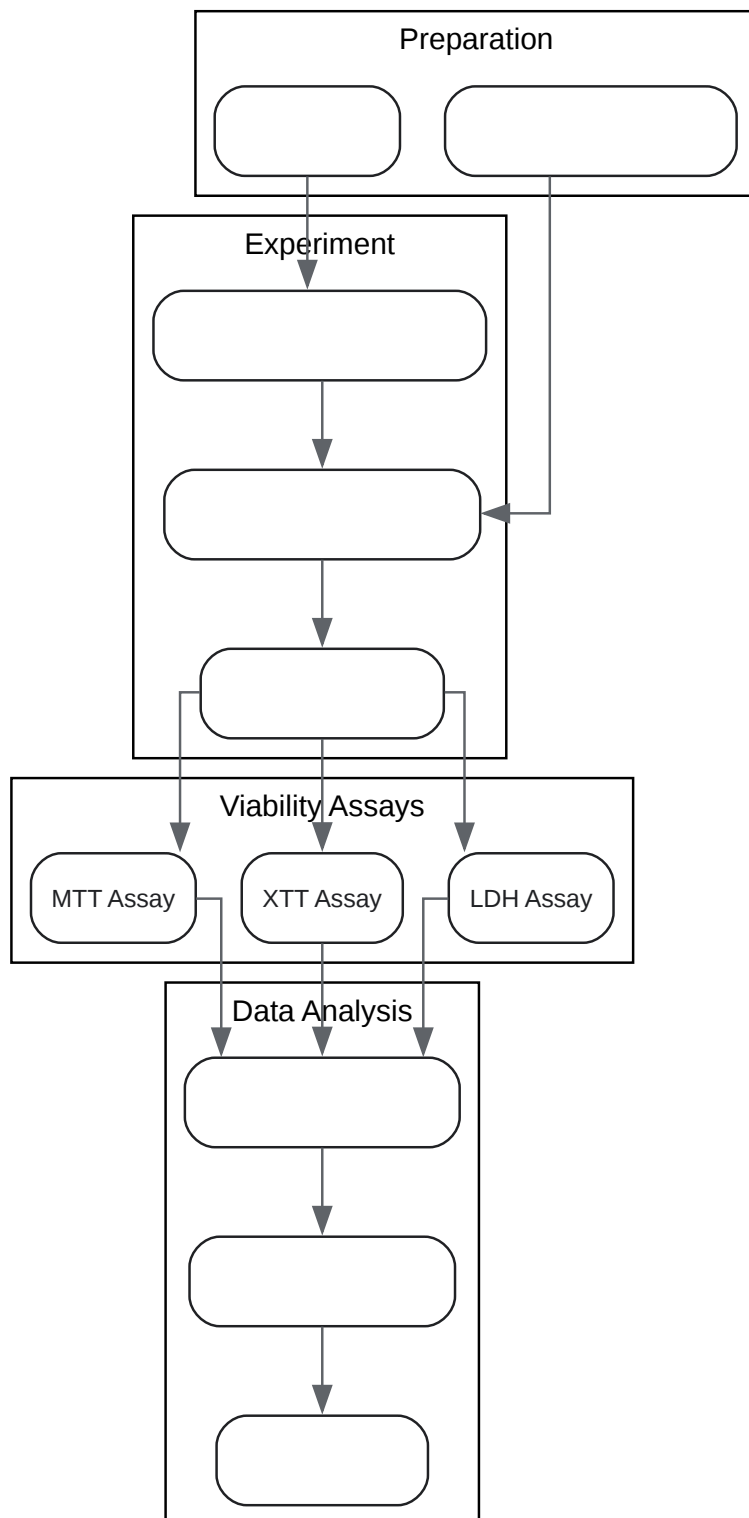 Preparation
Experiment
Viability Assays
MTT Assay
XTT Assay
LDH Assay
Data Analysis